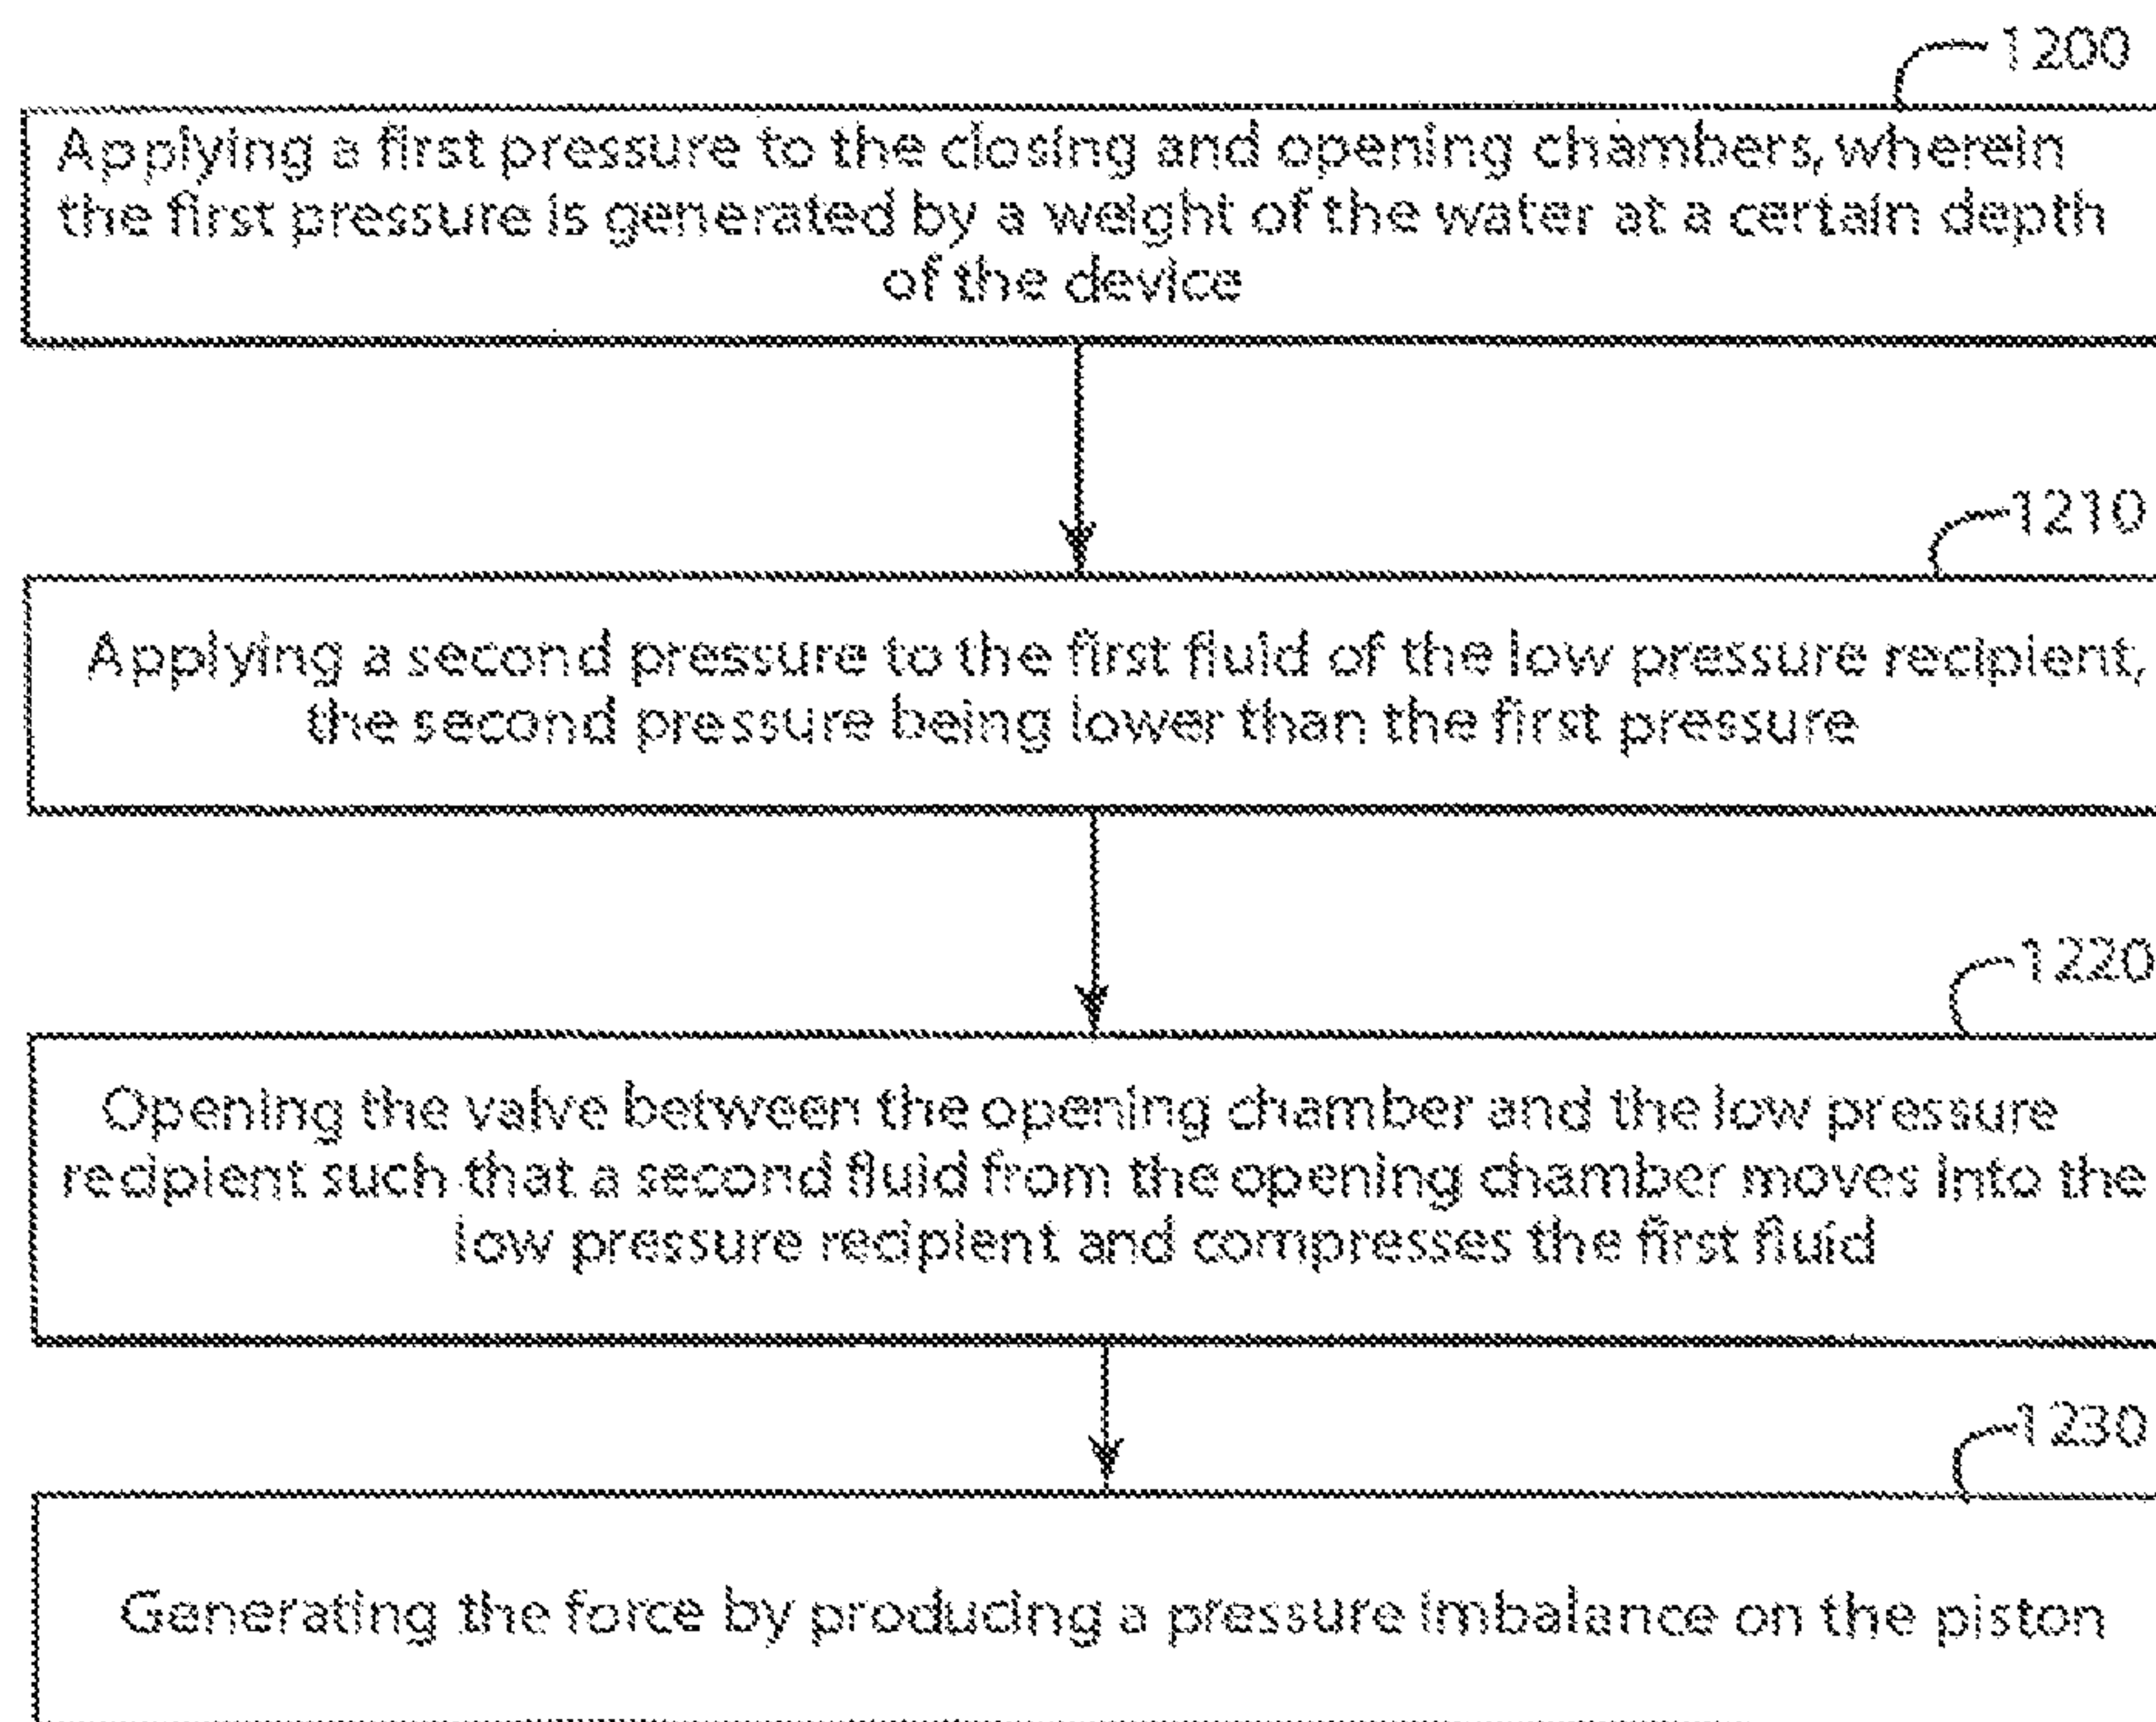 1200
Applying a first pressure to the closing and opening chambers, wherein
the first pressure is generated by a weight of the water at a certain depth
of the device
1210
Applying a second pressure to the first fluid of the low pressure recipient,
the second pressure being lower than the first pressure
1220
Opening the valve between the opening chamber and the low pressure
recipient such that a second fluid from the opening chamber moves into the
low pressure recipient and compresses the first fluid
1230
Generating the force by producing a pressure imbalance on the piston